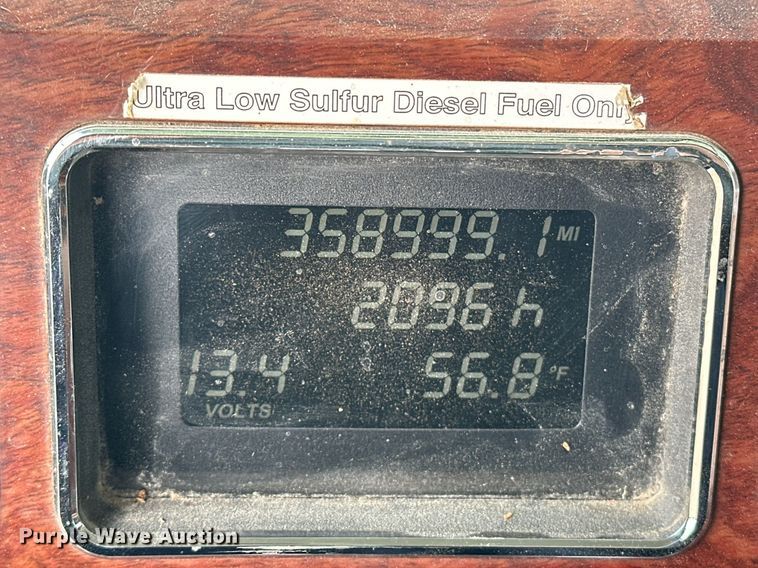 Ultra Low Sulfur Diesel Fuel Only
358999.1 MI
2096 h
13.4 56.8 °F
VOLTS
Purple Wave Auction